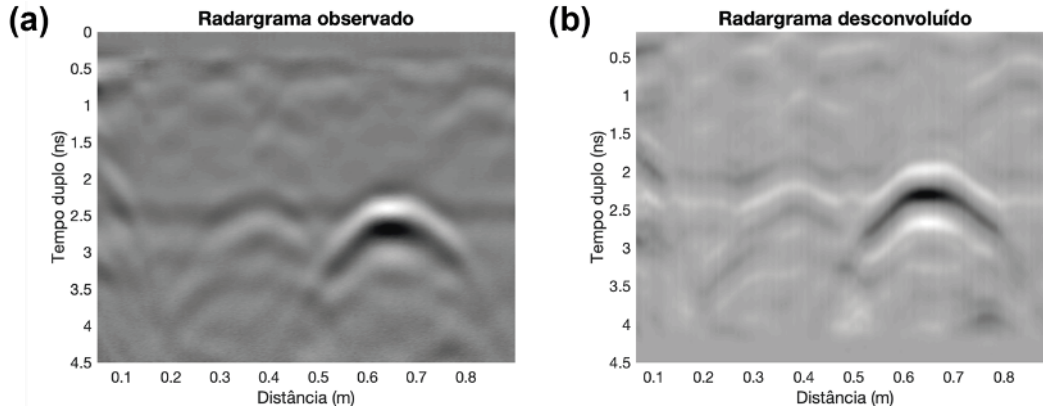 (a)
Radargrama observado
0
0.5
1
1.5
2
2.5
3
3.5
4
4.5
Tempo duplo (ns)
0.1 0.2 0.3 0.4 0.5 0.6 0.7 0.8
Distância (m)
(b)
Radargrama desconvoluído
0.5
1
1.5
2
2.5
3
3.5
4
4.5
Tempo duplo (ns)
0.1 0.2 0.3 0.4 0.5 0.6 0.7 0.8
Distância (m)